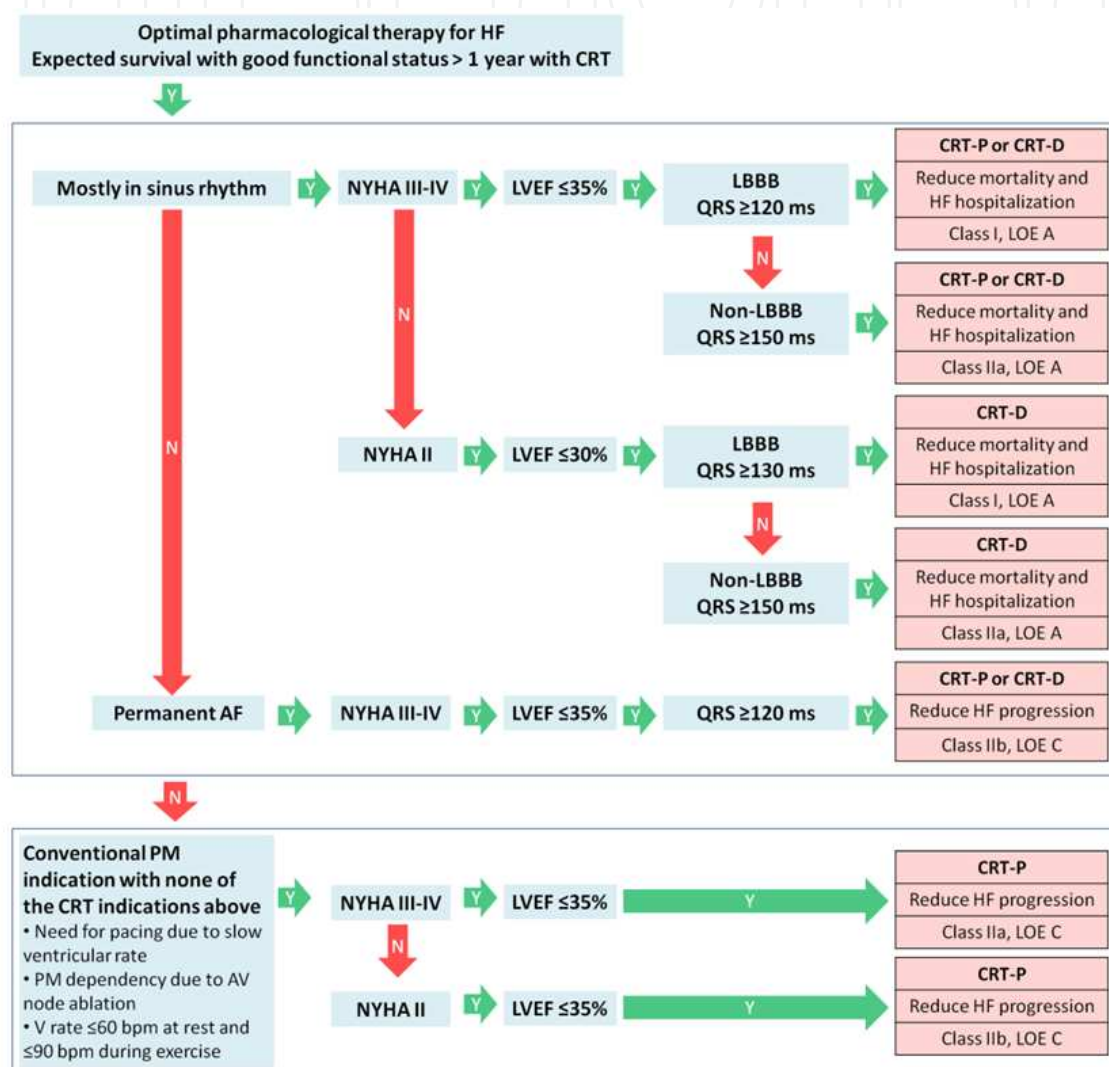 Optimal pharmacological therapy for HF
Expected survival with good functional status > 1 year with CRT
Y
Mostly in sinus rhythm
Y
NYHA III-IV
Y
LVEF ≤35%
Y
LBBB
QRS ≥120 ms
Y
CRT-P or CRT-D
Reduce mortality and
HF hospitalization
Class I, LOE A
N
Non-LBBB
QRS ≥150 ms
Y
CRT-P or CRT-D
Reduce mortality and
HF hospitalization
Class IIa, LOE A
N
NYHA II
Y
LVEF ≤30%
Y
LBBB
QRS ≥130 ms
Y
CRT-D
Reduce mortality and
HF hospitalization
Class I, LOE A
N
Non-LBBB
QRS ≥150 ms
Y
CRT-D
Reduce mortality and
HF hospitalization
Class IIa, LOE A
N
Permanent AF
Y
NYHA III-IV
Y
LVEF ≤35%
Y
QRS ≥120 ms
Y
CRT-P or CRT-D
Reduce HF progression
Class IIb, LOE C
N
Conventional PM
indication with none of
the CRT indications above
• Need for pacing due to slow
ventricular rate
• PM dependency due to AV
node ablation
• V rate ≤60 bpm at rest and
≤90 bpm during exercise
Y
NYHA III-IV
Y
LVEF ≤35%
Y
CRT-P
Reduce HF progression
Class IIa, LOE C
N
NYHA II
Y
LVEF ≤35%
Y
CRT-P
Reduce HF progression
Class IIb, LOE C